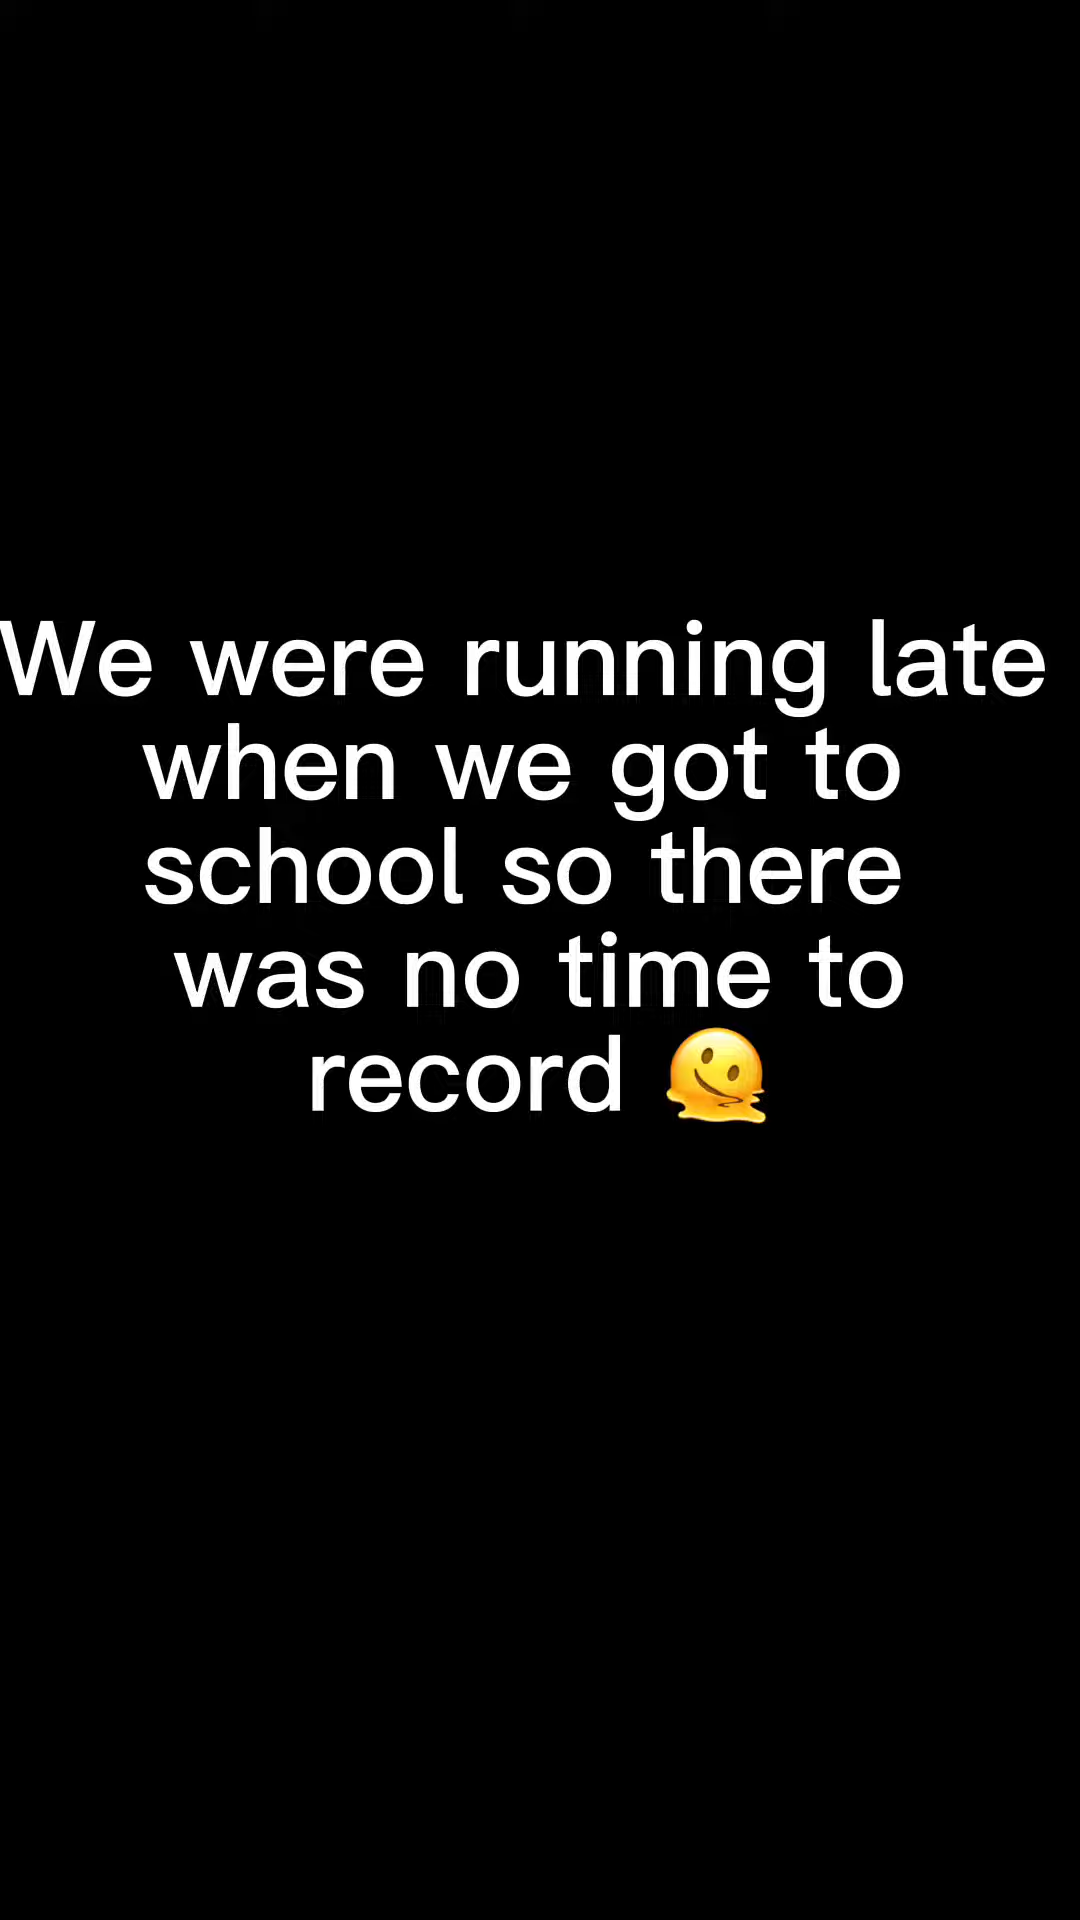 We were running late
when we got to
school so there
was no time to
record 🫠